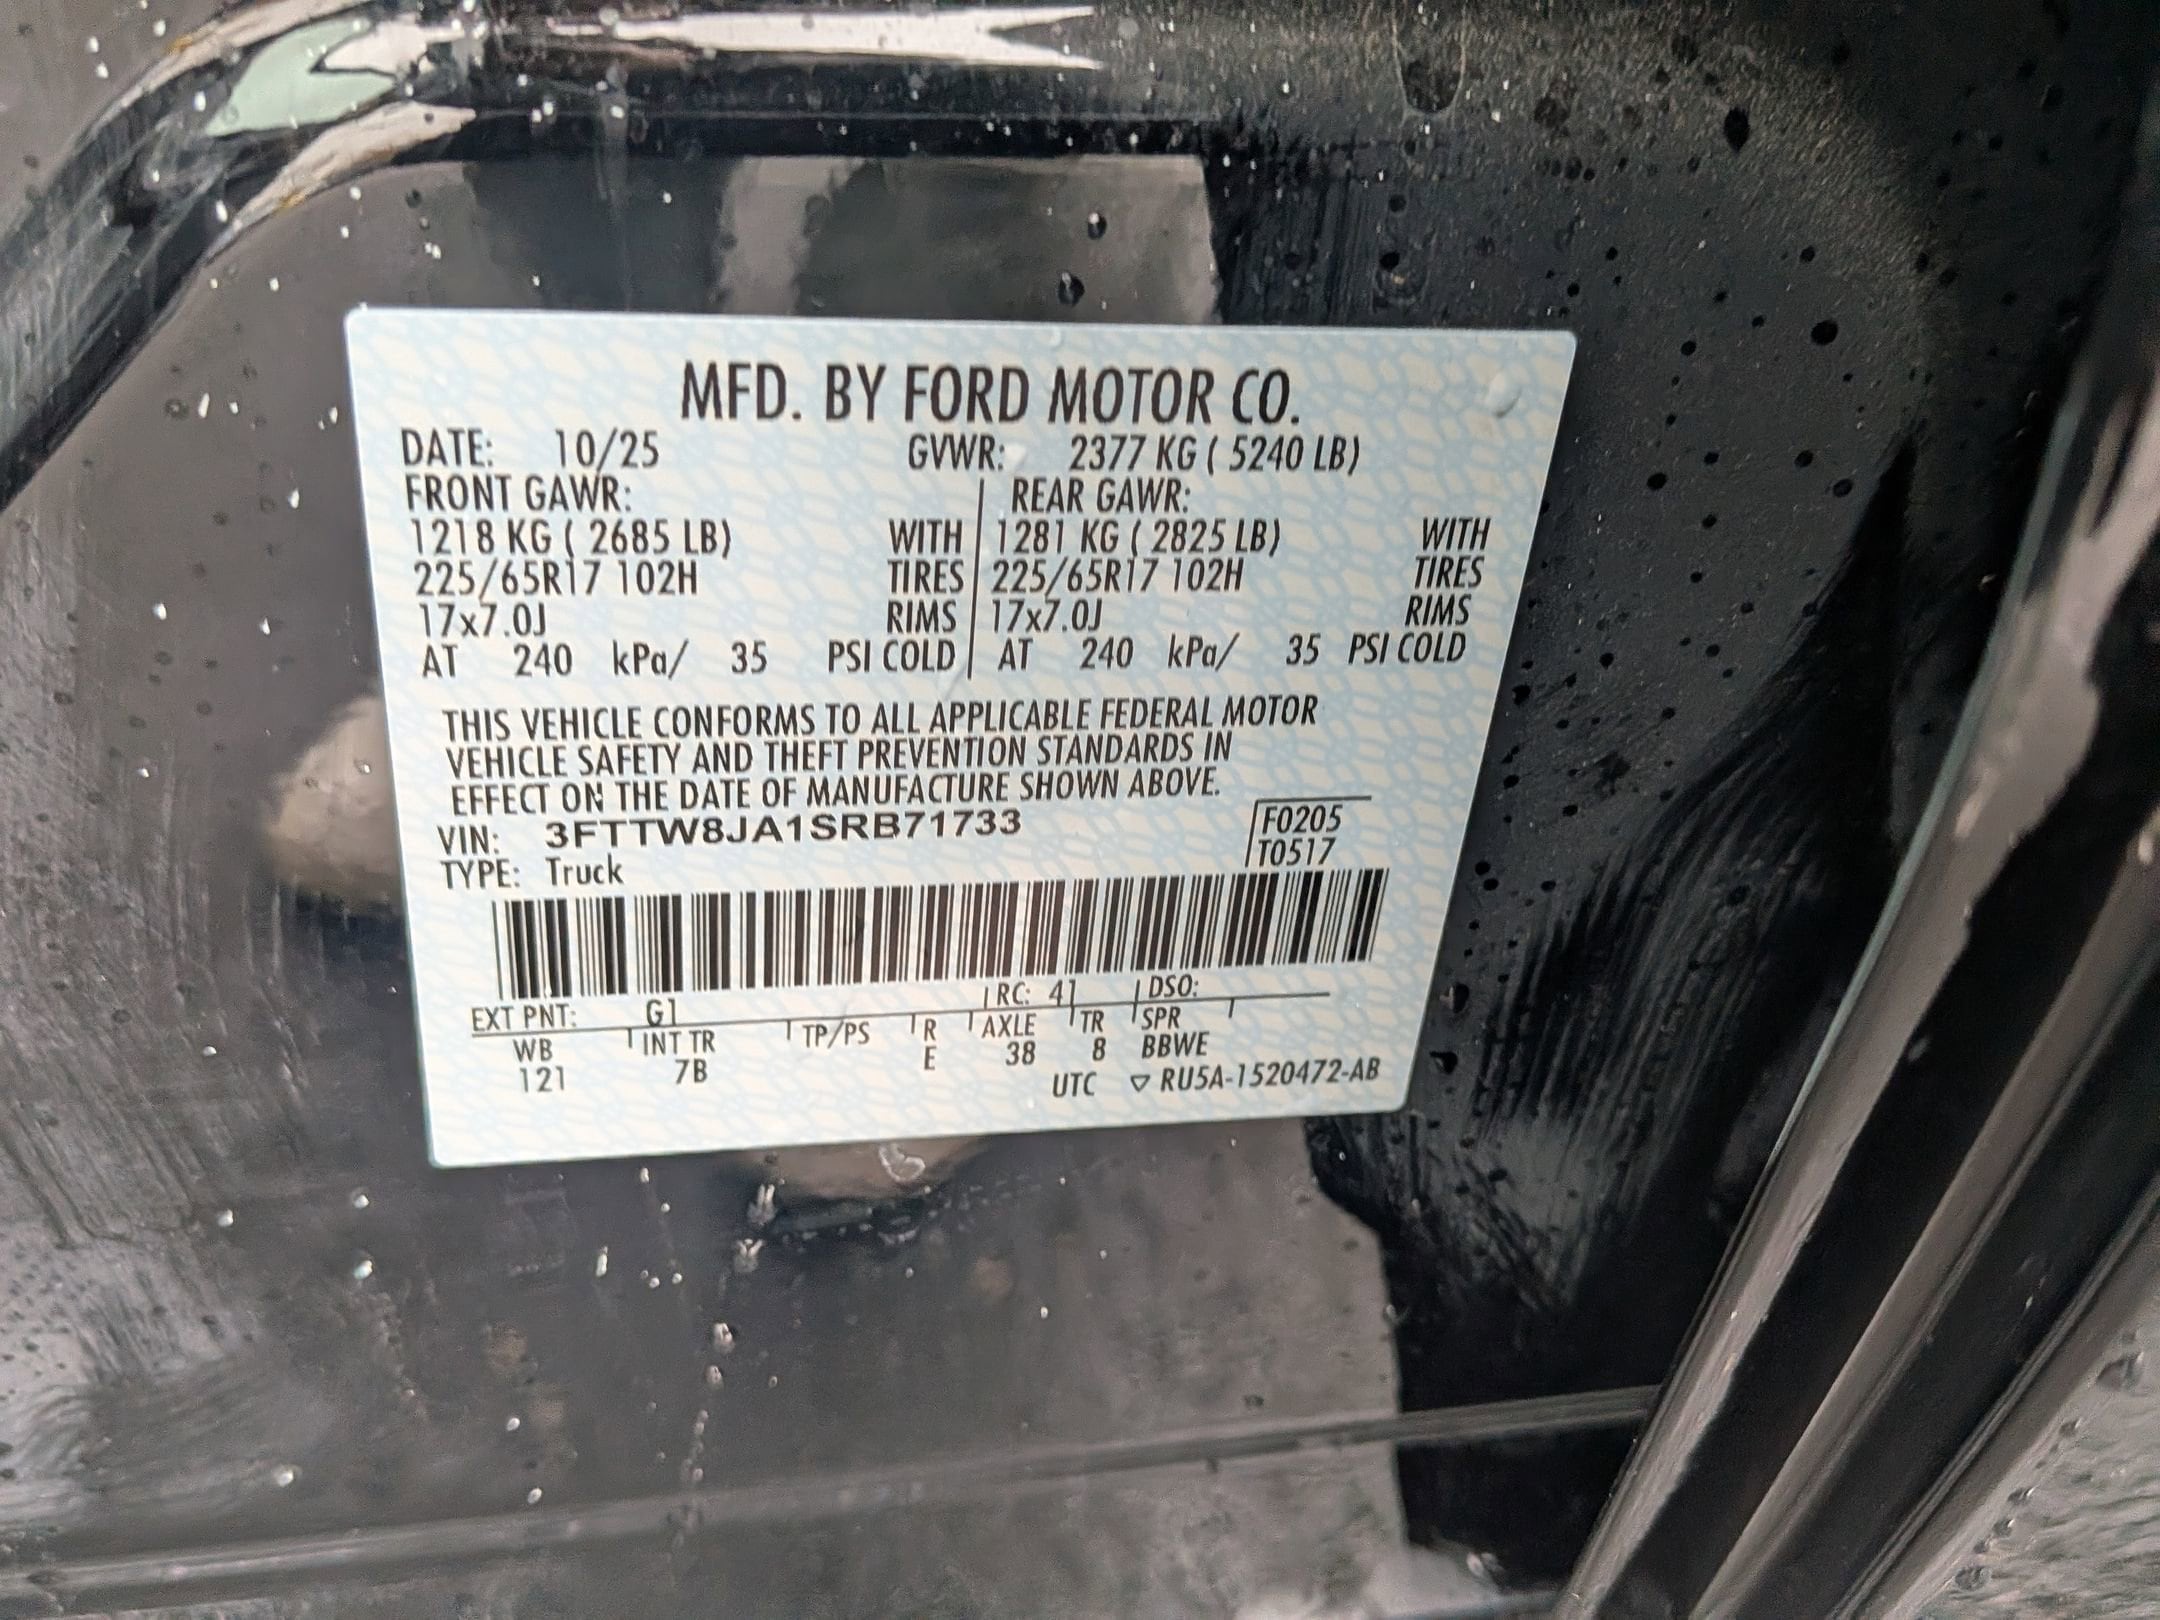 MFD. BY FORD MOTOR CO.
DATE: 10/25 GVWR: 2377 KG ( 5240 LB)
FRONT GAWR: REAR GAWR:
1218 KG ( 2685 LB) WITH 1281 KG ( 2825 LB) WITH
225/65R17 102H TIRES 225/65R17 102H TIRES
17x7.0J RIMS 17x7.0J RIMS
AT 240 kPa/ 35 PSI COLD AT 240 kPa/ 35 PSI COLD
THIS VEHICLE CONFORMS TO ALL APPLICABLE FEDERAL MOTOR
VEHICLE SAFETY AND THEFT PREVENTION STANDARDS IN
EFFECT ON THE DATE OF MANUFACTURE SHOWN ABOVE.
VIN: 3FTTW8JA1SRB71733 F0205
TYPE: Truck T0517
EXT PNT: G1 RC: 41 DSO:
WB INT TR TP/PS R AXLE TR SPR
121 7B E 38 8 BBWE
UTC ▽ RU5A-1520472-AB